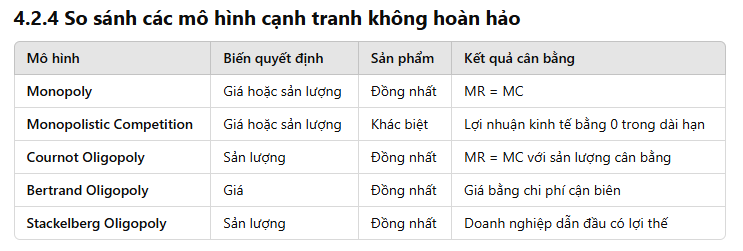 4.2.4 So sánh các mô hình cạnh tranh không hoàn hảo
Mô hình Biến quyết định Sản phẩm Kết quả cân bằng
Monopoly Giá hoặc sản lượng Đồng nhất MR = MC
Monopolistic Competition Giá hoặc sản lượng Khác biệt Lợi nhuận kinh tế bằng 0 trong dài hạn
Cournot Oligopoly Sản lượng Đồng nhất MR = MC với sản lượng cân bằng
Bertrand Oligopoly Giá Đồng nhất Giá bằng chi phí cận biên
Stackelberg Oligopoly Sản lượng Đồng nhất Doanh nghiệp dẫn đầu có lợi thế